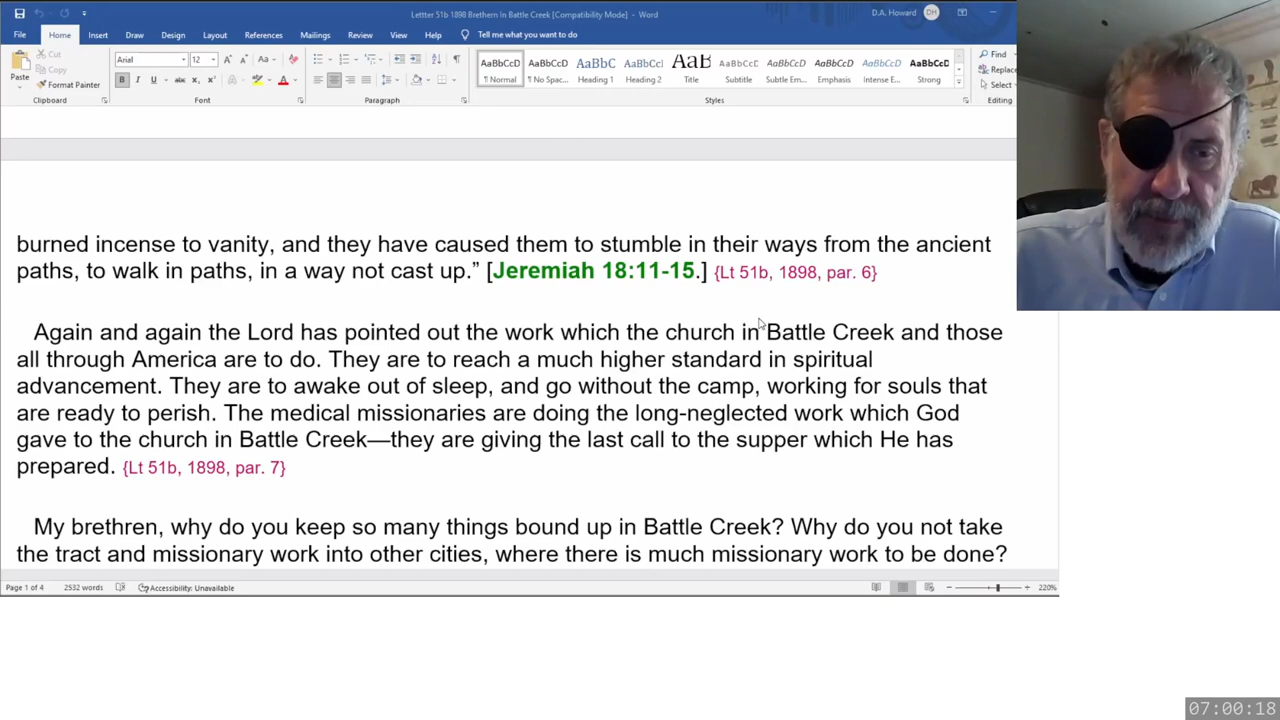 Lettter 51b 1898 Brethern In Battle Creek [Compatibility Mode] - Word
D.A. Howard DH
File Home Insert Draw Design Layout References Mailings Review View Help Tell me what you want to do
Cut
Copy
Paste
Format Painter
Clipboard
Arial 12
Font
Paragraph
AaBbCcD AaBbCcD AaBbC AaBbCcl AaB AaBbCcD AaBbCcD AaBbCcD AaBbCcD AaBbCcD
¶ Normal ¶ No Spac... Heading 1 Heading 2 Title Subtitle Subtle Em... Emphasis Intense E... Strong
Styles
Find
Replace
Select
Editing
burned incense to vanity, and they have caused them to stumble in their ways from the ancient
paths, to walk in paths, in a way not cast up.” [Jeremiah 18:11-15.] {Lt 51b, 1898, par. 6}
Again and again the Lord has pointed out the work which the church in Battle Creek and those
all through America are to do. They are to reach a much higher standard in spiritual
advancement. They are to awake out of sleep, and go without the camp, working for souls that
are ready to perish. The medical missionaries are doing the long-neglected work which God
gave to the church in Battle Creek—they are giving the last call to the supper which He has
prepared. {Lt 51b, 1898, par. 7}
My brethren, why do you keep so many things bound up in Battle Creek? Why do you not take
the tract and missionary work into other cities, where there is much missionary work to be done?
Page 1 of 4 2532 words Accessibility: Unavailable 220%
07:00:18